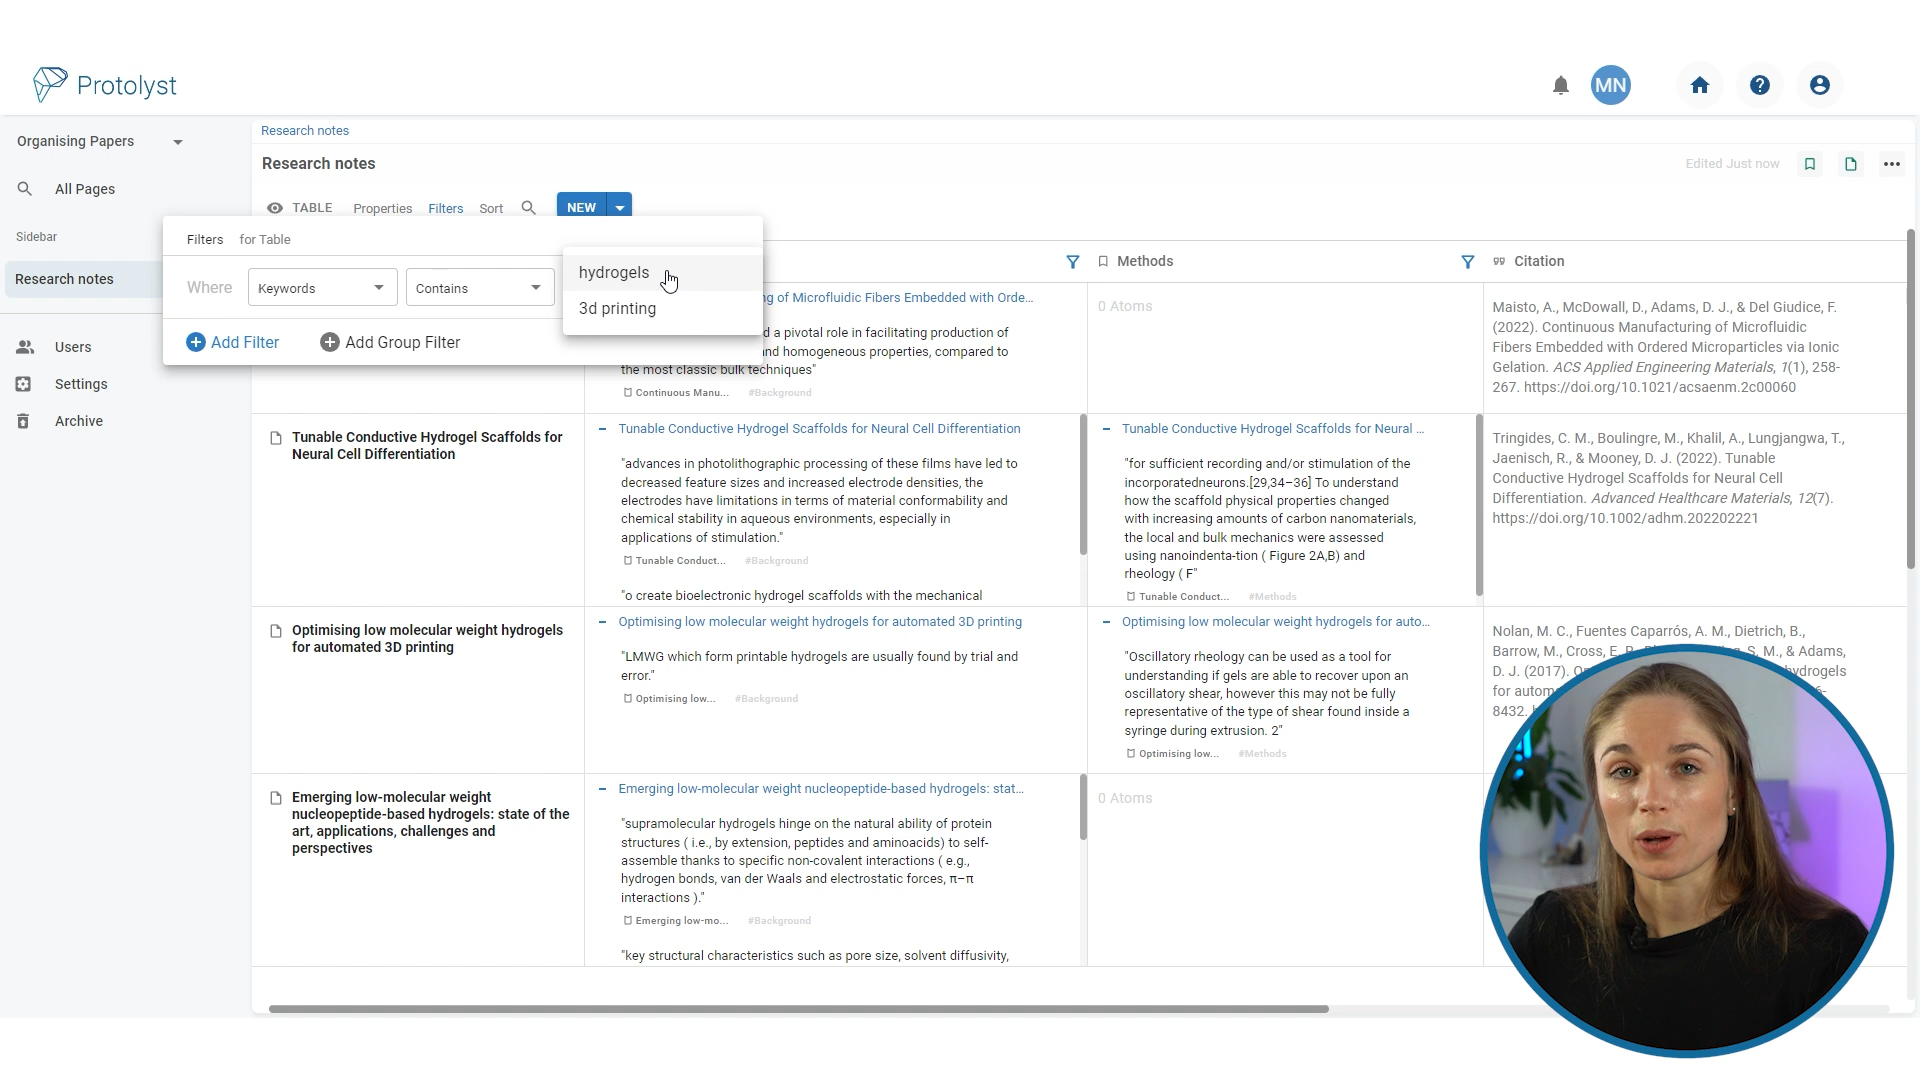 Protolyst
MN
Organising Papers
All Pages
Sidebar
Research notes
Users
Settings
Archive
Research notes
Research notes
Edited Just now
TABLE
Properties
Filters
Sort
NEW
Filters for Table
Where
Keywords
Contains
hydrogels
3d printing
Add Filter
Add Group Filter
Methods
Citation
ng of Microfluidic Fibers Embedded with Orde...
d a pivotal role in facilitating production of
nd homogeneous properties, compared to
the most classic bulk techniques"
Continuous Manu... #Background
0 Atoms
Maisto, A., McDowall, D., Adams, D. J., & Del Giudice, F.
(2022). Continuous Manufacturing of Microfluidic
Fibers Embedded with Ordered Microparticles via Ionic
Gelation. ACS Applied Engineering Materials, 1(1), 258-
267. https://doi.org/10.1021/acsaenm.2c00060
Tunable Conductive Hydrogel Scaffolds for
Neural Cell Differentiation
Tunable Conductive Hydrogel Scaffolds for Neural Cell Differentiation
"advances in photolithographic processing of these films have led to
decreased feature sizes and increased electrode densities, the
electrodes have limitations in terms of material conformability and
chemical stability in aqueous environments, especially in
applications of stimulation."
Tunable Conduct... #Background
"o create bioelectronic hydrogel scaffolds with the mechanical
Tunable Conductive Hydrogel Scaffolds for Neural ...
"for sufficient recording and/or stimulation of the
incorporatedneurons.[29,34–36] To understand
how the scaffold physical properties changed
with increasing amounts of carbon nanomaterials,
the local and bulk mechanics were assessed
using nanoindenta-tion ( Figure 2A,B) and
rheology ( F"
Tunable Conduct... #Methods
Tringides, C. M., Boulingre, M., Khalil, A., Lungjangwa, T.,
Jaenisch, R., & Mooney, D. J. (2022). Tunable
Conductive Hydrogel Scaffolds for Neural Cell
Differentiation. Advanced Healthcare Materials, 12(7).
https://doi.org/10.1002/adhm.202202221
Optimising low molecular weight hydrogels
for automated 3D printing
Optimising low molecular weight hydrogels for automated 3D printing
"LMWG which form printable hydrogels are usually found by trial and
error."
Optimising low... #Background
Optimising low molecular weight hydrogels for auto...
"Oscillatory rheology can be used as a tool for
understanding if gels are able to recover upon an
oscillatory shear, however this may not be fully
representative of the type of shear found inside a
syringe during extrusion. 2"
Optimising low... #Methods
Nolan, M. C., Fuentes Caparrós, A. M., Dietrich, B.,
Barrow, M., Cross, E. S. M., & Adams,
D. J. (2017). hydrogels
for autom 6-
8432.
Emerging low-molecular weight
nucleopeptide-based hydrogels: state of the
art, applications, challenges and
perspectives
Emerging low-molecular weight nucleopeptide-based hydrogels: stat...
"supramolecular hydrogels hinge on the natural ability of protein
structures ( i.e., by extension, peptides and aminoacids) to self-
assemble thanks to specific non-covalent interactions ( e.g.,
hydrogen bonds, van der Waals and electrostatic forces, π–π
interactions )."
Emerging low-mo... #Background
"key structural characteristics such as pore size, solvent diffusivity,
0 Atoms